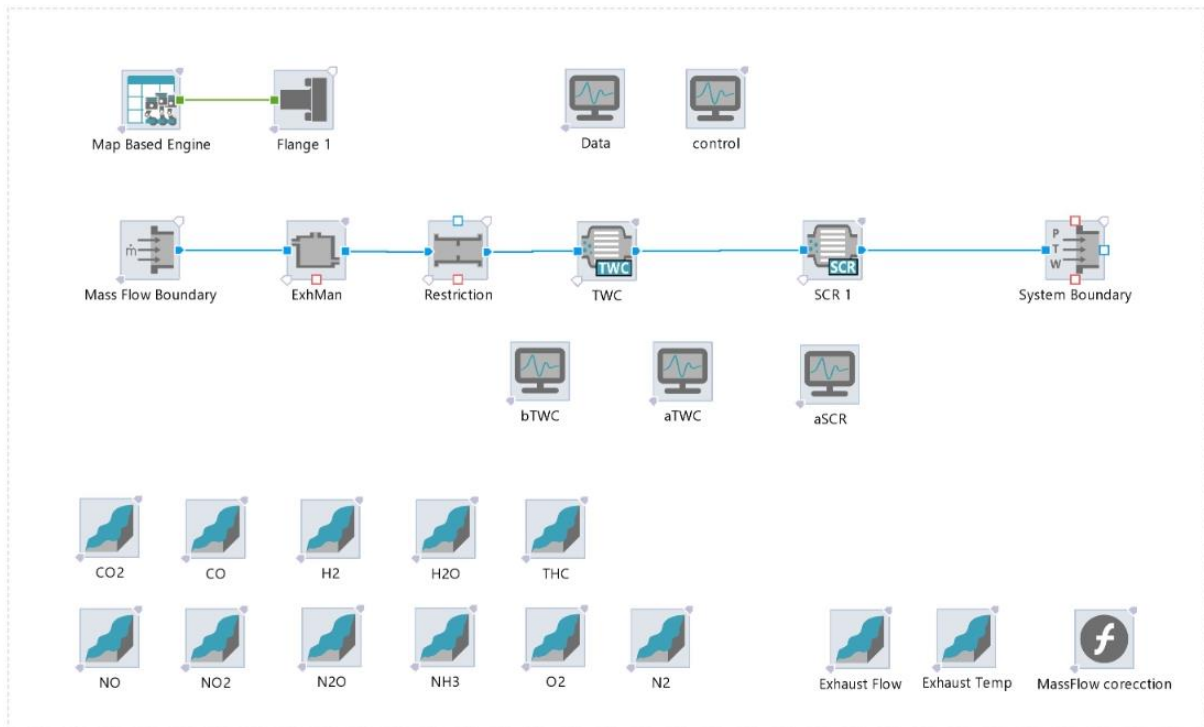 Map Based Engine
Flange 1
Data
control
ṁ
P
T
W
TWC
SCR
Mass Flow Boundary
ExhMan
Restriction
TWC
SCR 1
System Boundary
bTWC
aTWC
aSCR
CO2
CO
H2
H2O
THC
f
NO
NO2
N2O
NH3
O2
N2
Exhaust Flow
Exhaust Temp
MassFlow corecction